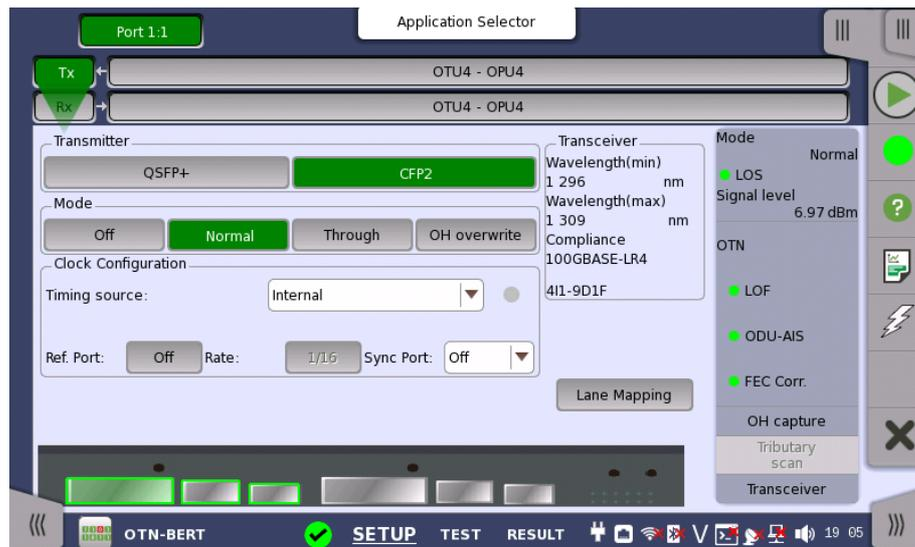 Application Selector
Port 1:1
Tx
OTU4 - OPU4
Rx
OTU4 - OPU4
Transmitter
QSFP+
CFP2
Mode
Off
Normal
Through
OH overwrite
Clock Configuration
Timing source:
Internal
Ref. Port:
Off
Rate:
1/16
Sync Port:
Off
Transceiver
Wavelength(min)
1 296 nm
Wavelength(max)
1 309 nm
Compliance
100GBASE-LR4
4I1-9D1F
Lane Mapping
Mode
Normal
LOS
Signal level
6.97 dBm
OTN
LOF
ODU-AIS
FEC Corr.
OH capture
Tributary
scan
Transceiver
OTN-BERT
SETUP
TEST
RESULT
19 05